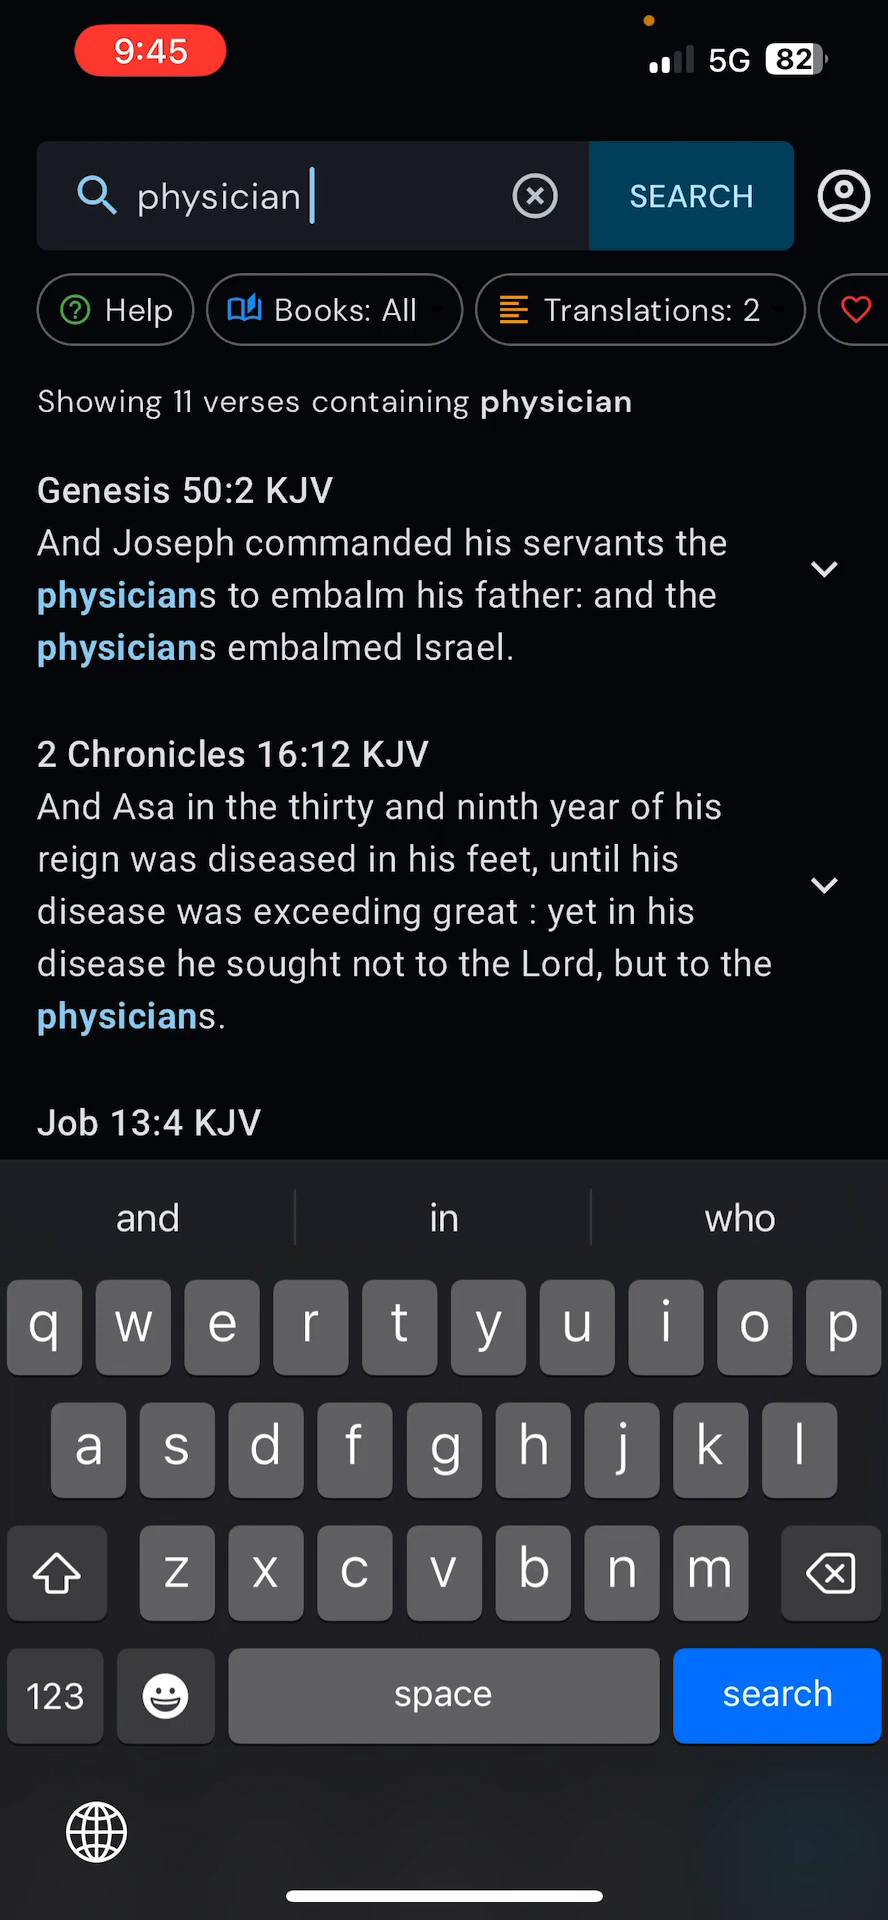 9:45
5G 82
physician
SEARCH
Help
Books: All
Translations: 2
Showing 11 verses containing physician
Genesis 50:2 KJV
And Joseph commanded his servants the
physicians to embalm his father: and the
physicians embalmed Israel.
2 Chronicles 16:12 KJV
And Asa in the thirty and ninth year of his
reign was diseased in his feet, until his
disease was exceeding great : yet in his
disease he sought not to the Lord, but to the
physicians.
Job 13:4 KJV
and in who
q w e r t y u i o p
a s d f g h j k l
z x c v b n m
123 space search